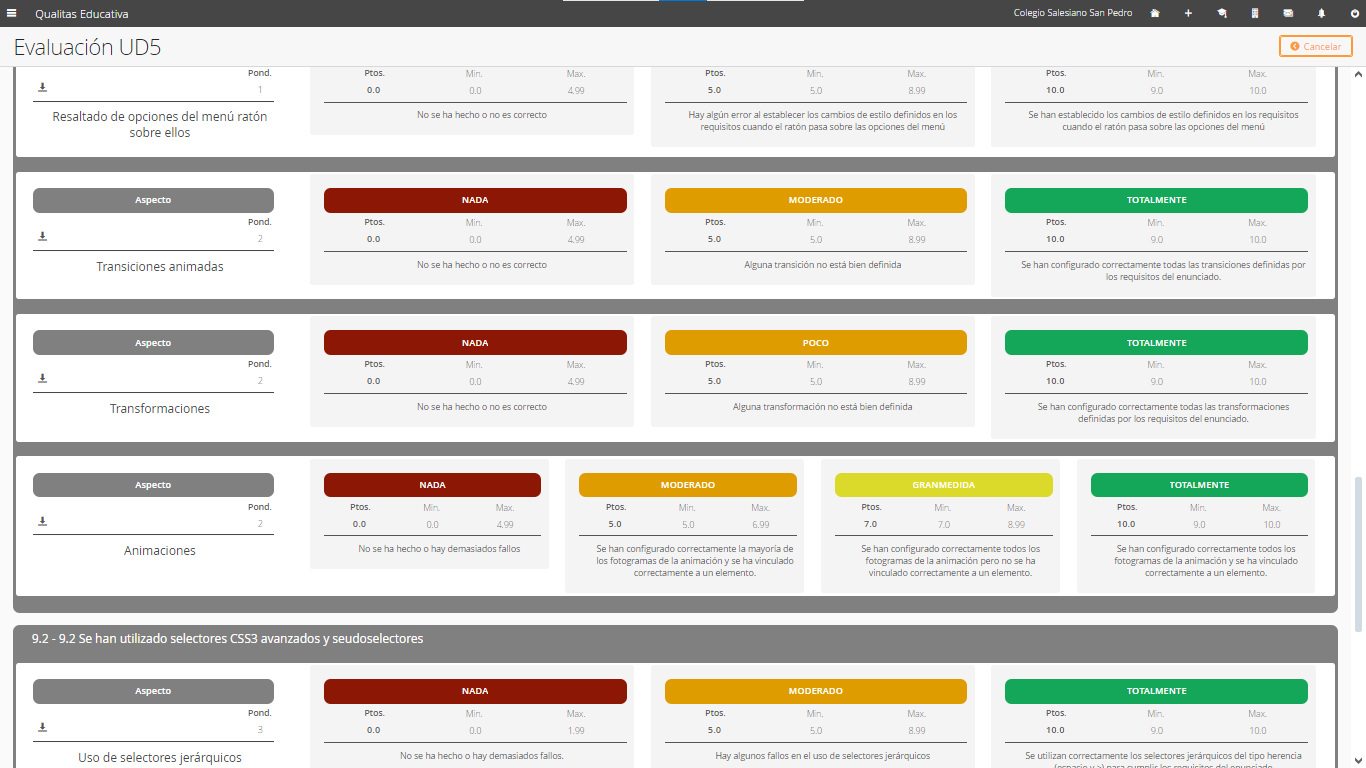 Qualitas Educativa
Colegio Salesiano San Pedro
Evaluación UD5
Cancelar
Pond.
1
Resaltado de opciones del menú ratón
sobre ellos
Ptos. Min. Max.
0.0 0.0 4.99
No se ha hecho o no es correcto
Ptos. Min. Max.
5.0 5.0 8.99
Hay algún error al establecer los cambios de estilo definidos en los
requisitos cuando el ratón pasa sobre las opciones del menú
Ptos. Min. Max.
10.0 9.0 10.0
Se han establecido los cambios de estilo definidos en los requisitos
cuando el ratón pasa sobre las opciones del menú
Aspecto
Pond.
2
Transiciones animadas
NADA
Ptos. Min. Max.
0.0 0.0 4.99
No se ha hecho o no es correcto
MODERADO
Ptos. Min. Max.
5.0 5.0 8.99
Alguna transición no está bien definida
TOTALMENTE
Ptos. Min. Max.
10.0 9.0 10.0
Se han configurado correctamente todas las transiciones definidas por
los requisitos del enunciado.
Aspecto
Pond.
2
Transformaciones
NADA
Ptos. Min. Max.
0.0 0.0 4.99
No se ha hecho o no es correcto
POCO
Ptos. Min. Max.
5.0 5.0 8.99
Alguna transformación no está bien definida
TOTALMENTE
Ptos. Min. Max.
10.0 9.0 10.0
Se han configurado correctamente todas las transformaciones
definidas por los requisitos del enunciado.
Aspecto
Pond.
2
Animaciones
NADA
Ptos. Min. Max.
0.0 0.0 4.99
No se ha hecho o hay demasiados fallos
MODERADO
Ptos. Min. Max.
5.0 5.0 6.99
Se han configurado correctamente la mayoría de
los fotogramas de la animación y se ha vinculado
correctamente a un elemento.
GRANMEDIDA
Ptos. Min. Max.
7.0 7.0 8.99
Se han configurado correctamente todos los
fotogramas de la animación pero no se ha
vinculado correctamente a un elemento.
TOTALMENTE
Ptos. Min. Max.
10.0 9.0 10.0
Se han configurado correctamente todos los
fotogramas de la animación y se ha vinculado
correctamente a un elemento.
9.2 - 9.2 Se han utilizado selectores CSS3 avanzados y seudoselectores
Aspecto
Pond.
3
Uso de selectores jerárquicos
NADA
Ptos. Min. Max.
0.0 0.0 1.99
No se ha hecho o hay demasiados fallos.
MODERADO
Ptos. Min. Max.
5.0 5.0 8.99
Hay algunos fallos en el uso de selectores jerárquicos
TOTALMENTE
Ptos. Min. Max.
10.0 9.0 10.0
Se utilizan correctamente los selectores jerárquicos del tipo herencia
(espacio y >) para cumplir los requisitos del enunciado